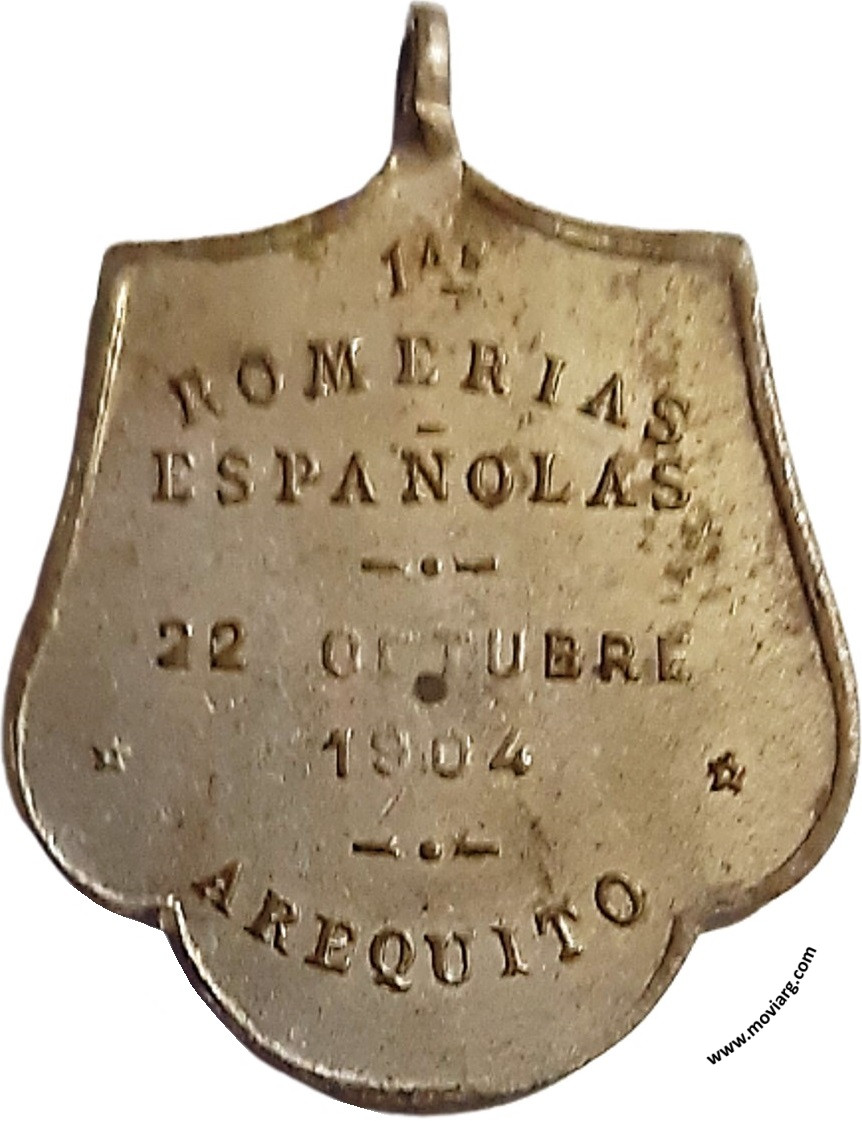 1AS
ROMERIAS
ESPAÑOLAS
22 OCTUBRE
1904
AREQUITO
www.moviarg.com